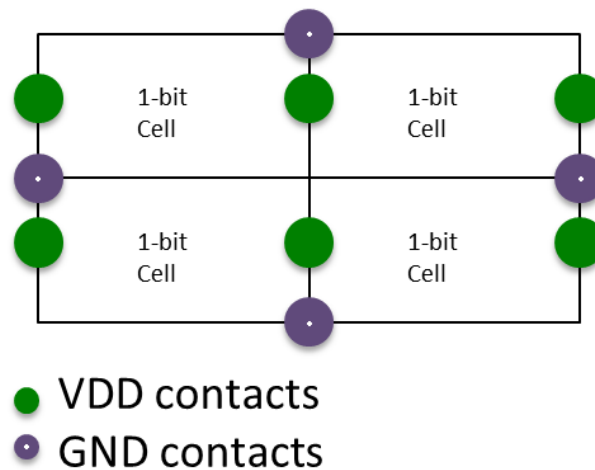 1-bit
Cell
1-bit
Cell
1-bit
Cell
1-bit
Cell
VDD contacts
GND contacts